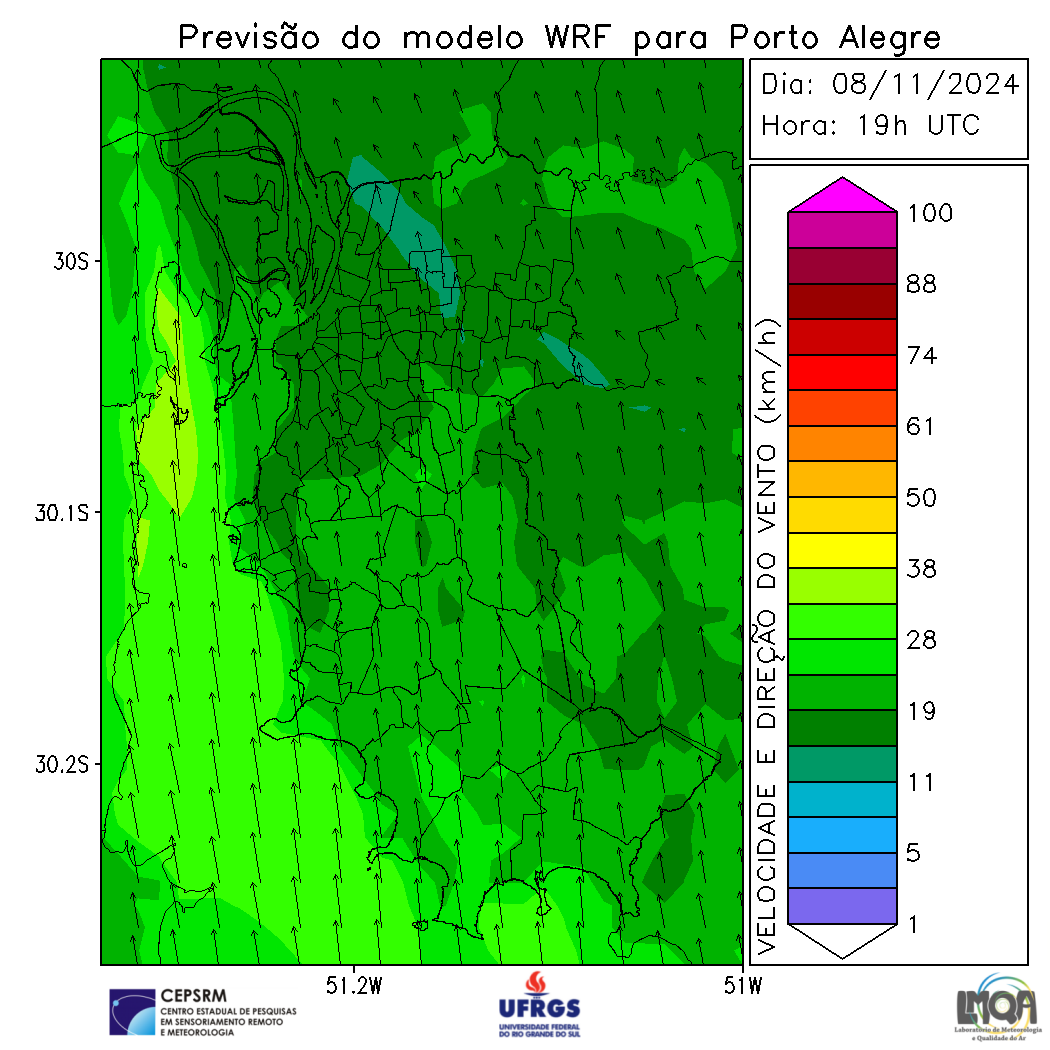 Previsão do modelo WRF para Porto Alegre
Dia: 08/11/2024
Hora: 19h UTC
30S
30.1S
30.2S
51.2W
51W
VELOCIDADE E DIREÇÃO DO VENTO (km/h)
100
88
74
61
50
38
28
19
11
5
1
CEPSRM
CENTRO ESTADUAL DE PESQUISAS
EM SENSORIAMENTO REMOTO
E METEOROLOGIA
UFRGS
UNIVERSIDADE FEDERAL
DO RIO GRANDE DO SUL
LMQA
Laboratório de Meteorologia
e Qualidade do Ar